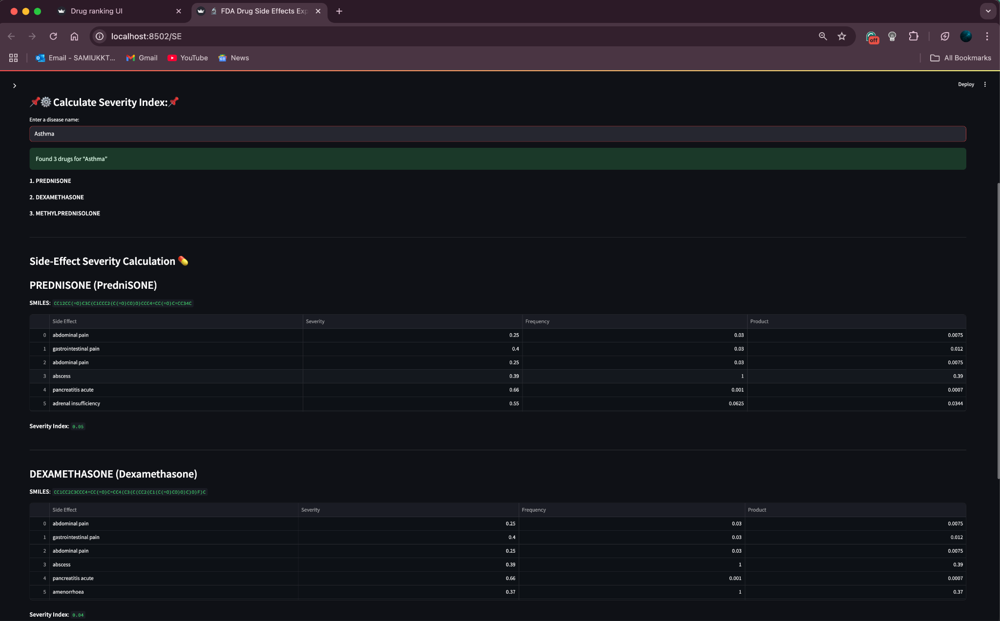 Drug ranking UI
FDA Drug Side Effects Exp
localhost:8502/SE
off
Email - SAMIUKKT...
Gmail
YouTube
News
All Bookmarks
Deploy
Calculate Severity Index:
Enter a disease name:
Asthma
Found 3 drugs for “Asthma”
1. PREDNISONE
2. DEXAMETHASONE
3. METHYLPREDNISOLONE
Side-Effect Severity Calculation
PREDNISONE (PredniSONE)
SMILES: CC12CC(=O)C3C(C1CCC2(C(=O)CO)O)CCC4=CC(=O)C=CC34C
Side Effect Severity Frequency Product
0 abdominal pain 0.25 0.03 0.0075
1 gastrointestinal pain 0.4 0.03 0.012
2 abdominal pain 0.25 0.03 0.0075
3 abscess 0.39 1 0.39
4 pancreatitis acute 0.66 0.001 0.0007
5 adrenal insufficiency 0.55 0.0625 0.0344
Severity Index: 0.05
DEXAMETHASONE (Dexamethasone)
SMILES: CC1CC2C3CCC4=CC(=O)C=CC4(C3(C(CC2(C1(C(=O)CO)O)C)O)F)C
Side Effect Severity Frequency Product
0 abdominal pain 0.25 0.03 0.0075
1 gastrointestinal pain 0.4 0.03 0.012
2 abdominal pain 0.25 0.03 0.0075
3 abscess 0.39 1 0.39
4 pancreatitis acute 0.66 0.001 0.0007
5 amenorrhoea 0.37 1 0.37
Severity Index: 0.04